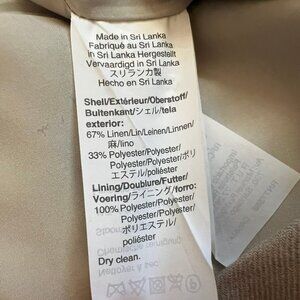 Made in Sri Lanka
Fabriqué au Sri Lanka
in Sri Lanka Hergestellt
Vervaardigd in Sri Lanka
スリランカ製
Hecho en Sri Lanka
Shell/Extérieur/Oberstoff/
Buitenkant/シェル/tela
exterior:
67% Linen/Lin/Leinen/Linnen/
麻/lino
33% Polyester/Polyester/
Polyester/Polyester/ポリ
エステル/poliéster
Lining/Doublure/Futter/
Voering/ライニング/forro:
100% Polyester/Polyester/
Polyester/Polyester/
ポリエステル/
poliéster
Dry clean.
Nettoyer à sec
Chemische reinigung